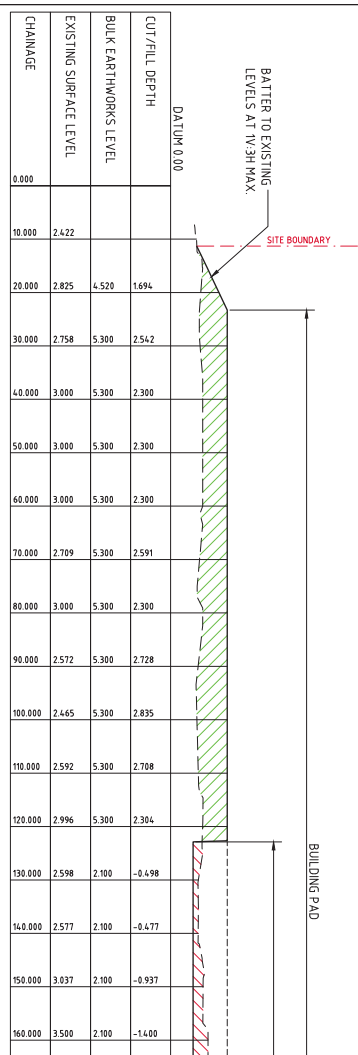 BATTER TO EXISTING
LEVELS AT 1V:3H MAX.
SITE BOUNDARY
BUILDING PAD
DATUM 0.00
CUT/FILL DEPTH
BULK EARTHWORKS LEVEL
EXISTING SURFACE LEVEL
CHAINAGE
0.000
10.000 2.422
20.000 2.825 4.520 1.694
30.000 2.758 5.300 2.542
40.000 3.000 5.300 2.300
50.000 3.000 5.300 2.300
60.000 3.000 5.300 2.300
70.000 2.709 5.300 2.591
80.000 3.000 5.300 2.300
90.000 2.572 5.300 2.728
100.000 2.465 5.300 2.835
110.000 2.592 5.300 2.708
120.000 2.996 5.300 2.304
130.000 2.598 2.100 -0.498
140.000 2.577 2.100 -0.477
150.000 3.037 2.100 -0.937
160.000 3.500 2.100 -1.400